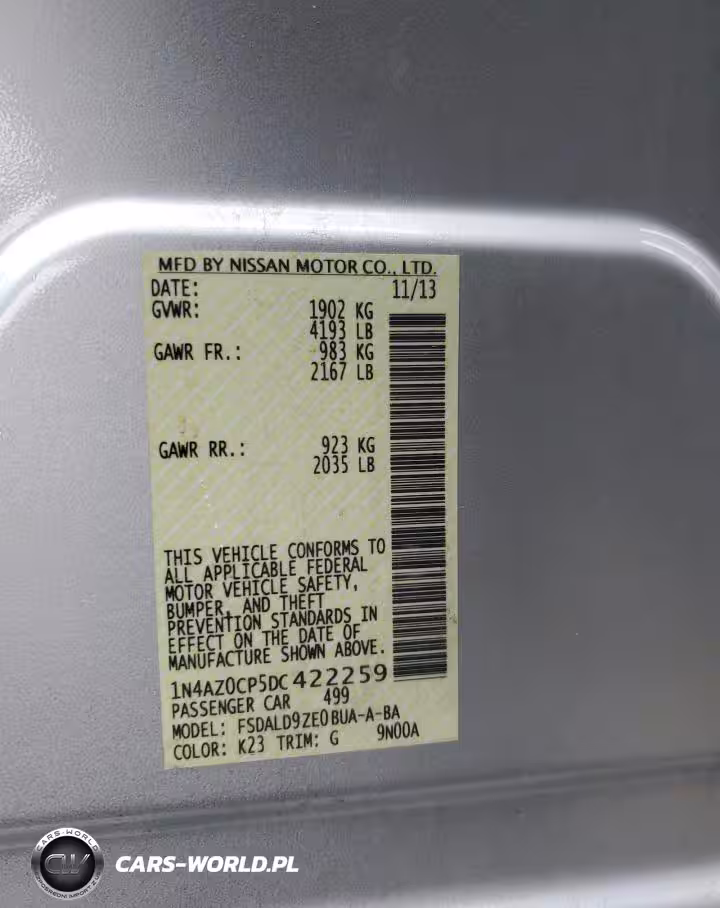 MFD BY NISSAN MOTOR CO., LTD.
DATE: 11/13
GVWR: 1902 KG
4193 LB
GAWR FR.: 983 KG
2167 LB
GAWR RR.: 923 KG
2035 LB
THIS VEHICLE CONFORMS TO
ALL APPLICABLE FEDERAL
MOTOR VEHICLE SAFETY,
BUMPER, AND THEFT
PREVENTION STANDARDS IN
EFFECT ON THE DATE OF
MANUFACTURE SHOWN ABOVE.
1N4AZ0CP5DC422259
PASSENGER CAR 499
MODEL: FSDALD9ZE0BUA-A-BA
COLOR: K23 TRIM: G 9N00A
CARS-WORLD
CW
CARS-WORLD.PL